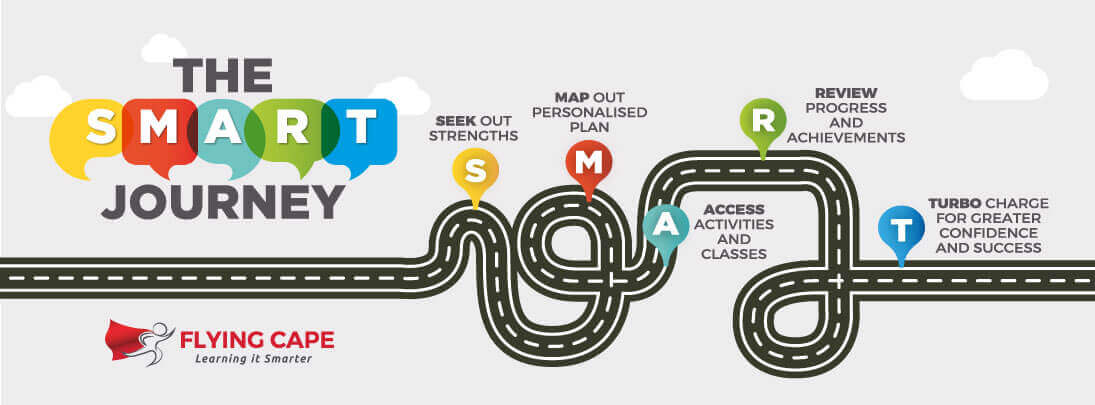 THE
SMART
JOURNEY
SEEK OUT
STRENGTHS
S
MAP OUT
PERSONALISED
PLAN
M
ACCESS
ACTIVITIES
AND
CLASSES
A
REVIEW
PROGRESS
AND
ACHIEVEMENTS
R
TURBO CHARGE
FOR GREATER
CONFIDENCE
AND SUCCESS
T
FLYING CAPE
Learning it Smarter